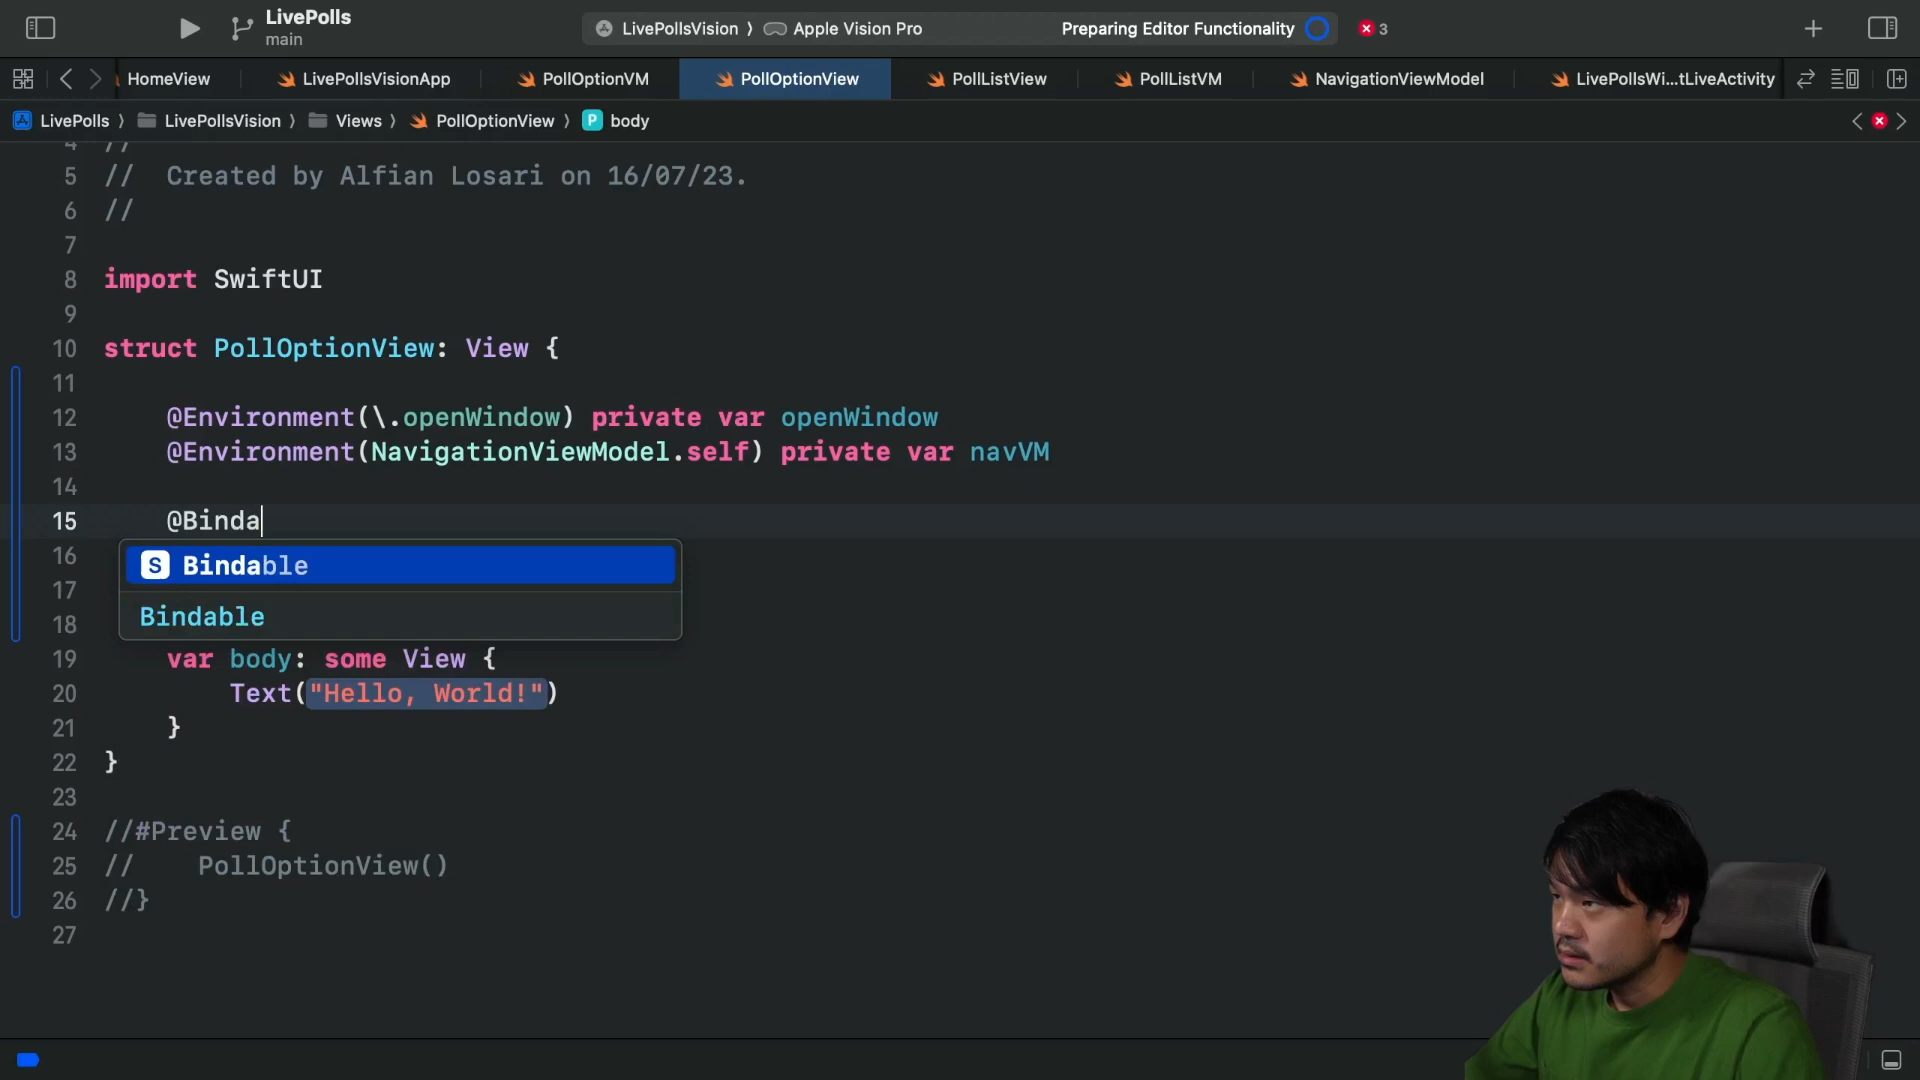 LivePolls
main
LivePollsVision ⟩ Apple Vision Pro
Preparing Editor Functionality
3
HomeView
LivePollsVisionApp
PollOptionVM
PollOptionView
PollListView
PollListVM
NavigationViewModel
LivePollsWi...tLiveActivity
LivePolls ⟩ LivePollsVision ⟩ Views ⟩ PollOptionView ⟩ P body
4 //
5 //  Created by Alfian Losari on 16/07/23.
6 //
7
8 import SwiftUI
9
10 struct PollOptionView: View {
11
12     @Environment(\.openWindow) private var openWindow
13     @Environment(NavigationViewModel.self) private var navVM
14
15     @Binda
16
S Bindable
17
Bindable
18
19     var body: some View {
20         Text("Hello, World!")
21     }
22 }
23
24 //#Preview {
25 //    PollOptionView()
26 //}
27